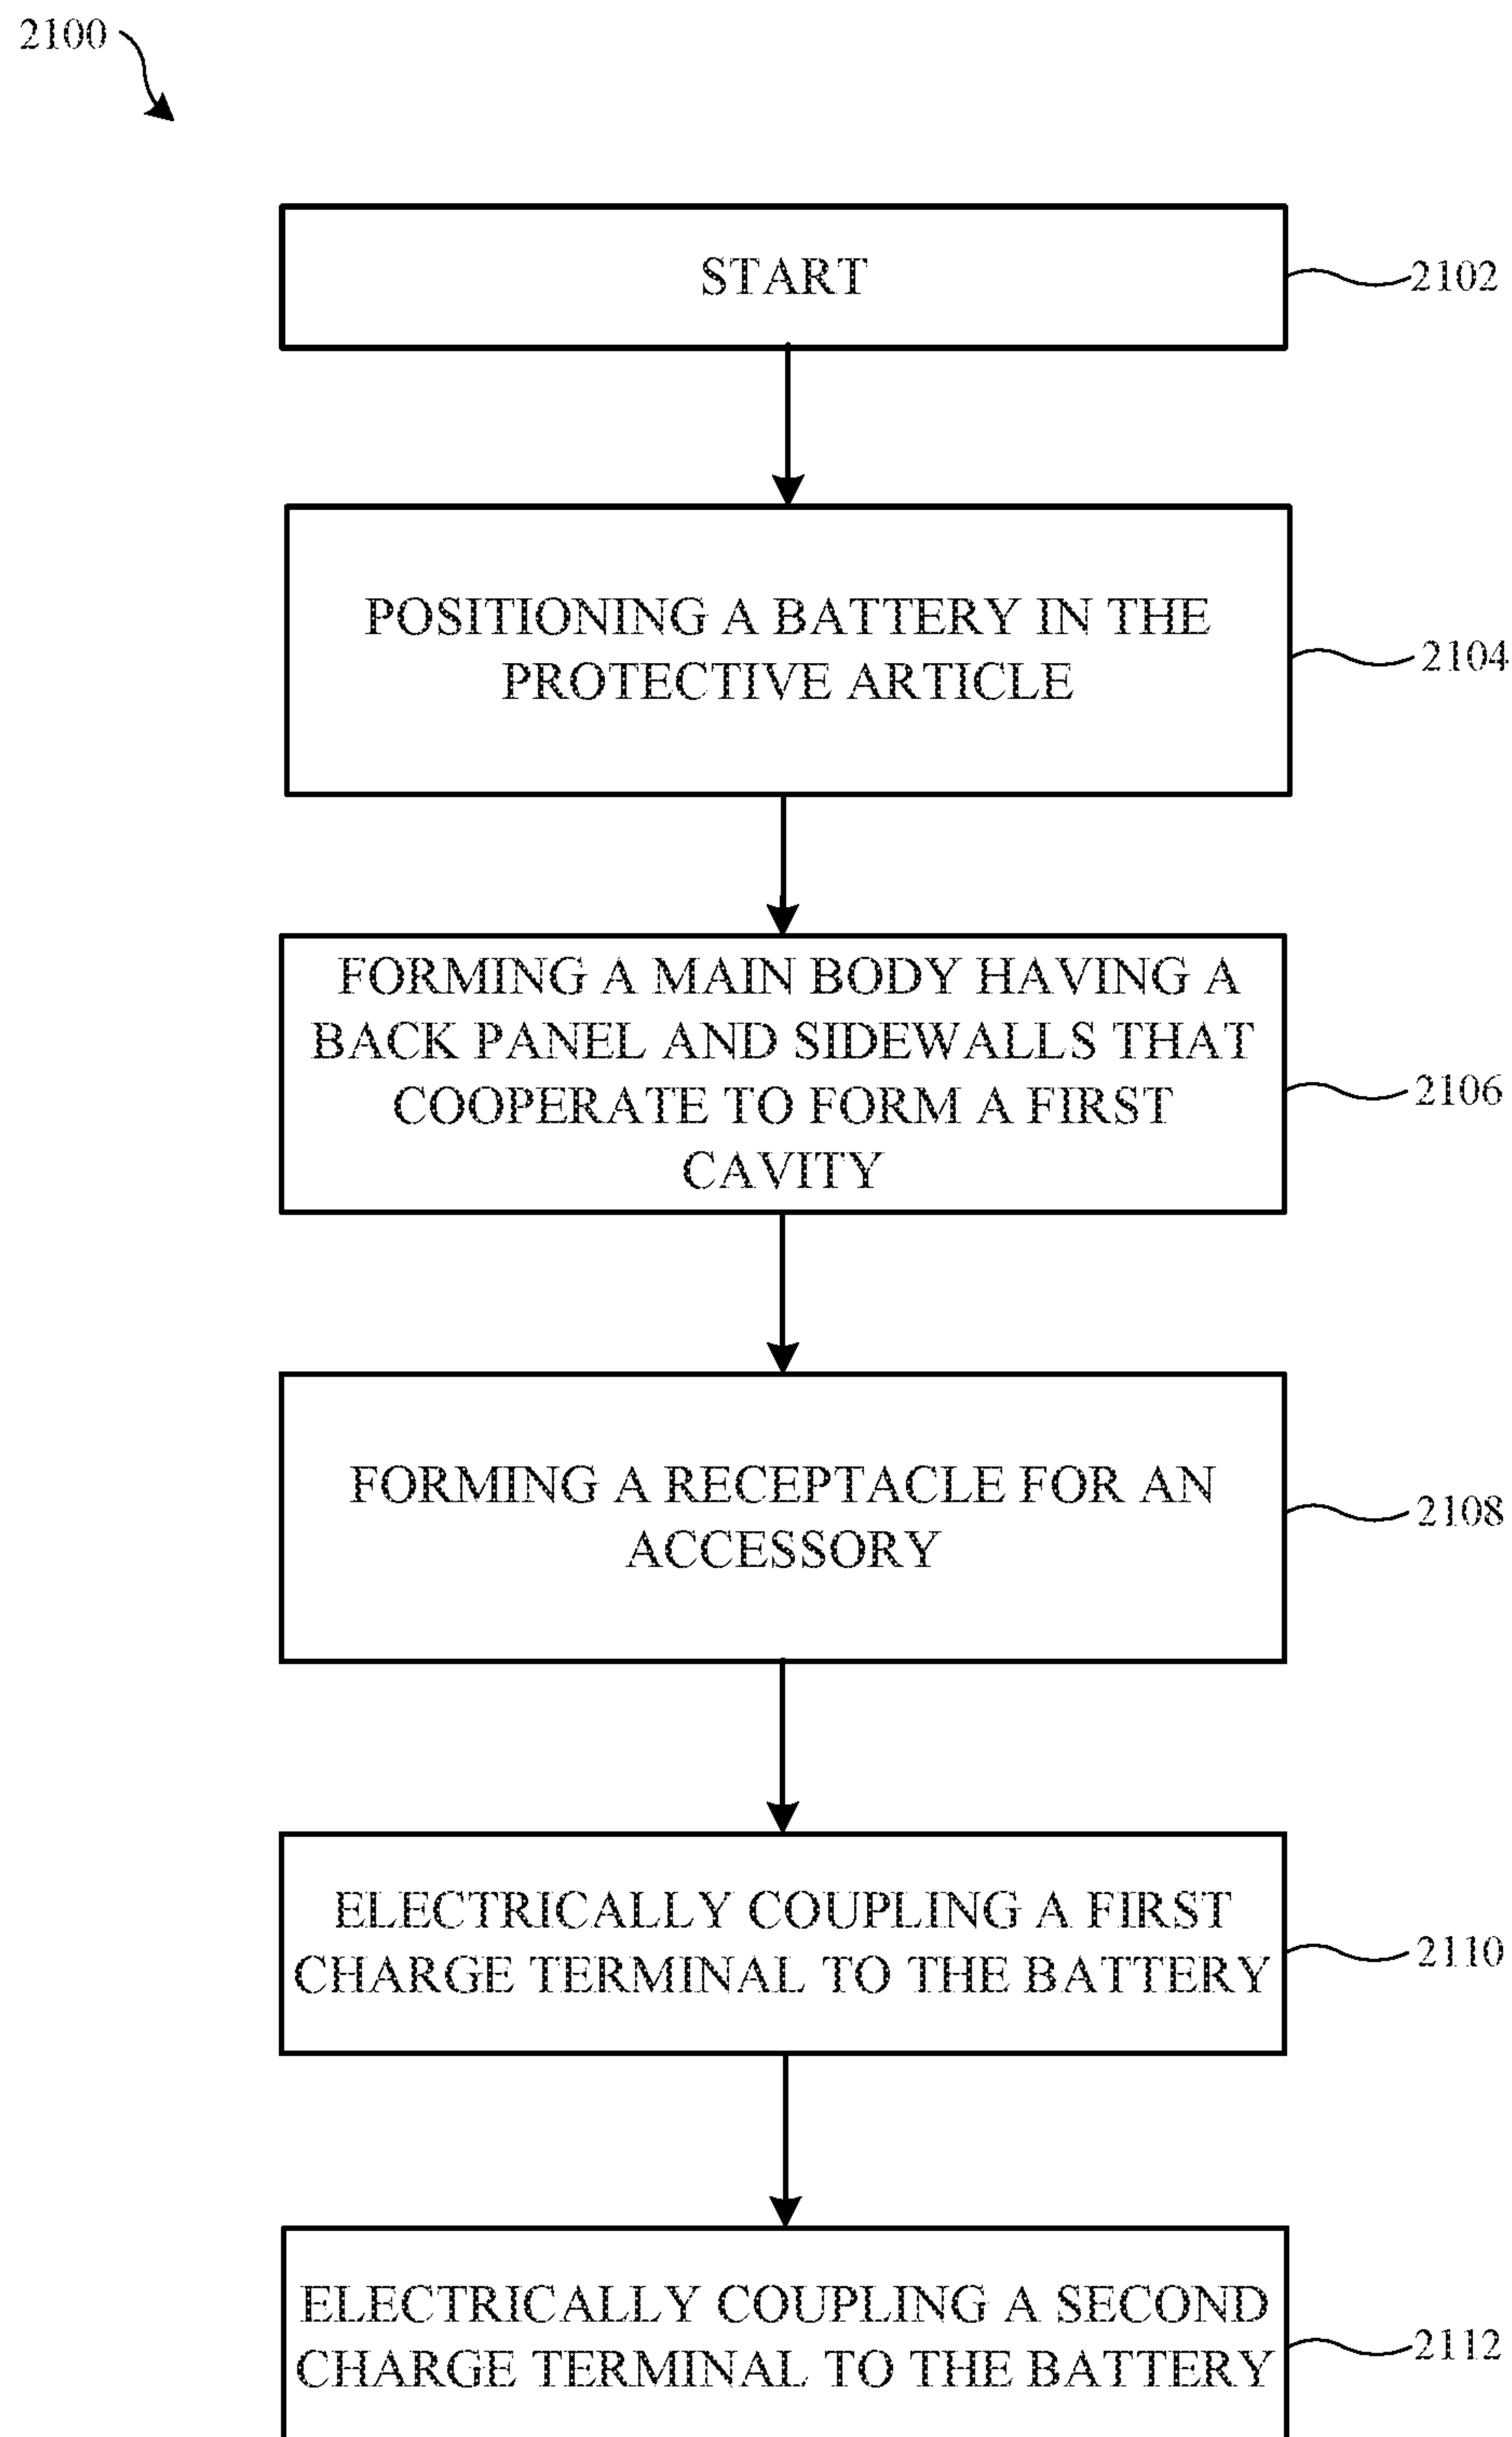 2100
START
2102
POSITIONING A BATTERY IN THE
PROTECTIVE ARTICLE
2104
FORMING A MAIN BODY HAVING A
BACK PANEL AND SIDEWALLS THAT
COOPERATE TO FORM A FIRST
CAVITY
2106
FORMING A RECEPTACLE FOR AN
ACCESSORY
2108
ELECTRICALLY COUPLING A FIRST
CHARGE TERMINAL TO THE BATTERY
2110
ELECTRICALLY COUPLING A SECOND
CHARGE TERMINAL TO THE BATTERY
2112